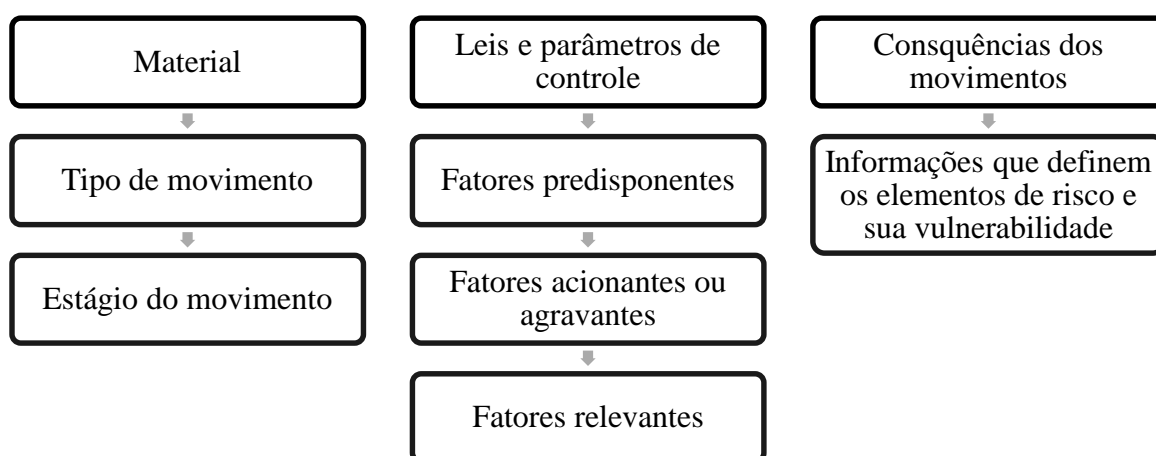 Material
Tipo de movimento
Estágio do movimento
Leis e parâmetros de
controle
Fatores predisponentes
Fatores acionantes ou
agravantes
Fatores relevantes
Consquências dos
movimentos
Informações que definem
os elementos de risco e
sua vulnerabilidade